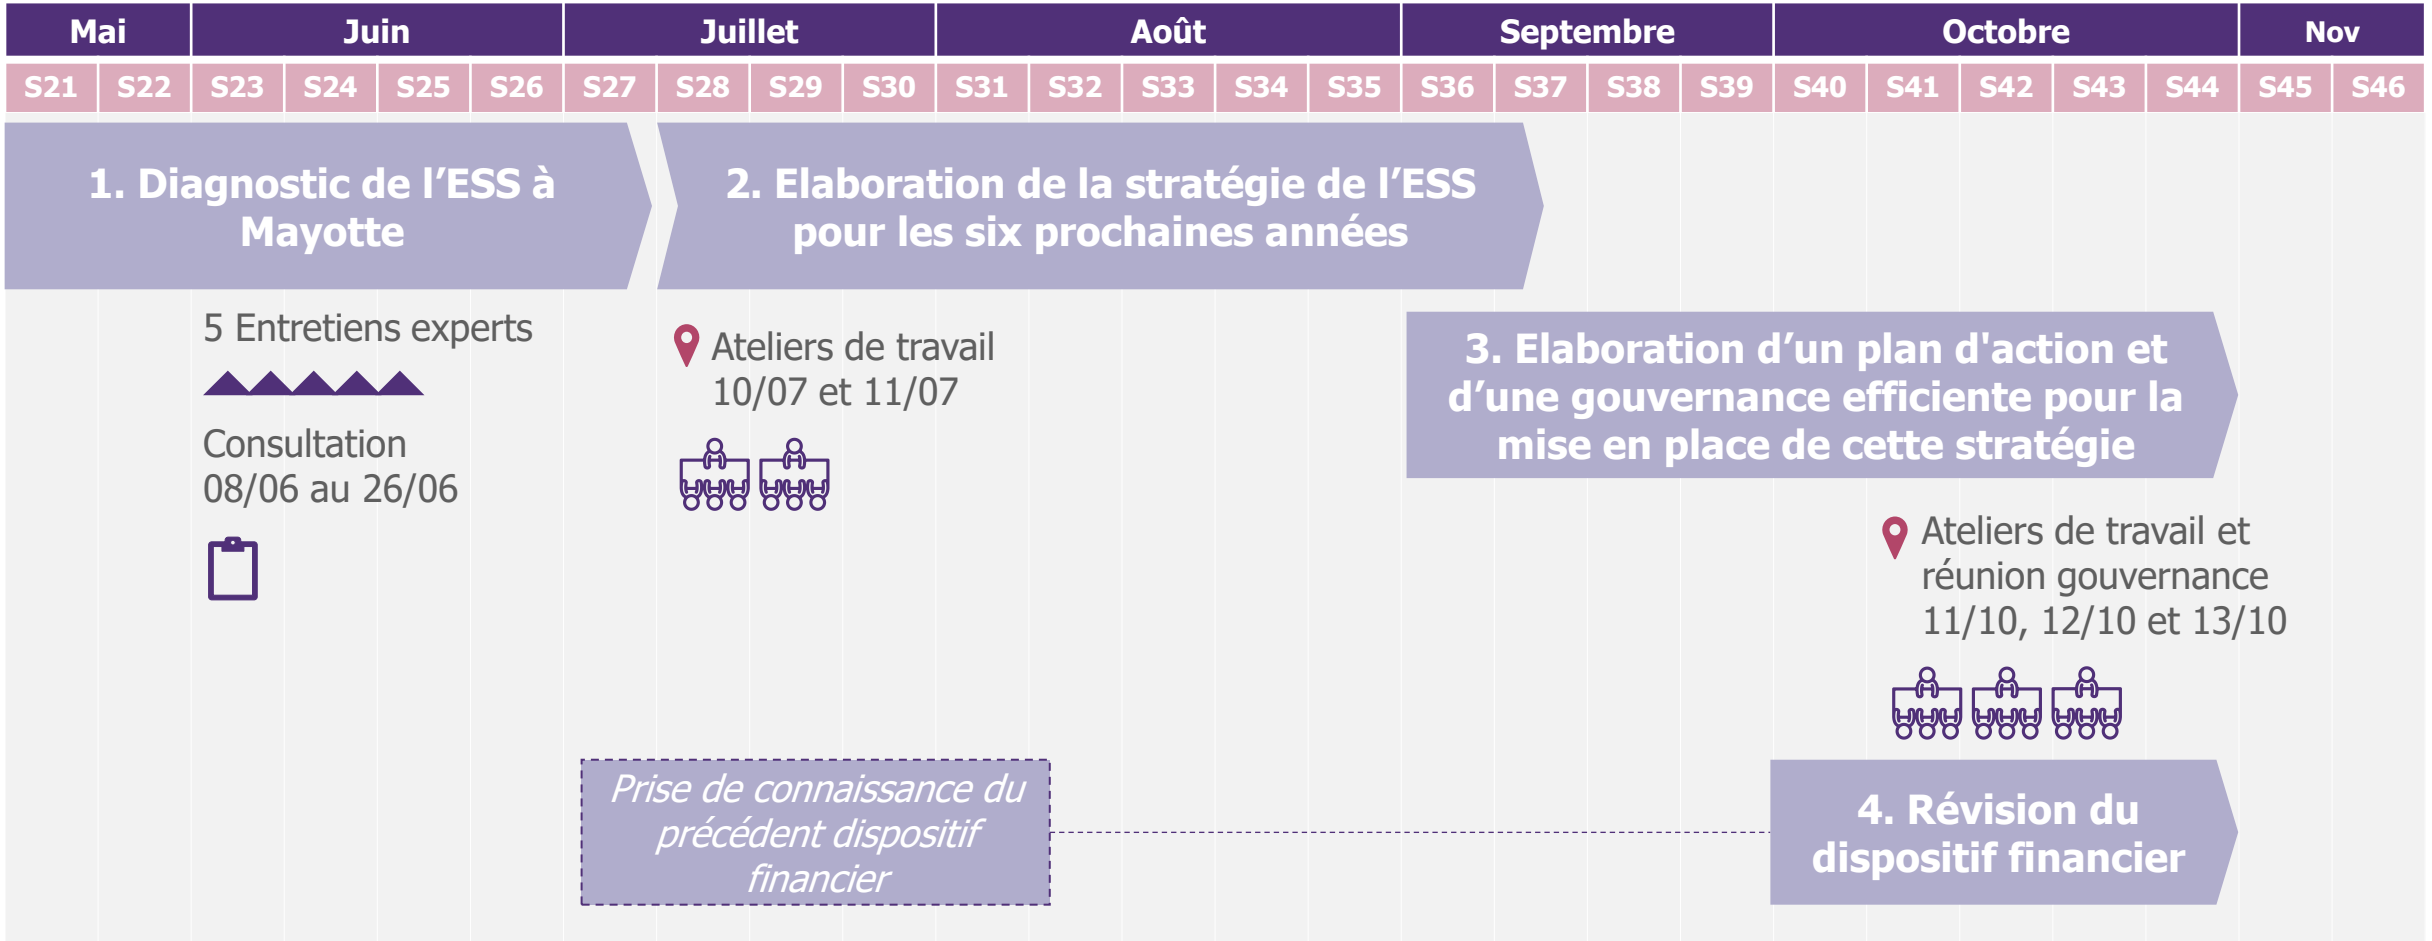 Mai Juin Juillet Août Septembre Octobre Nov
S21 S22 S23 S24 S25 S26 S27 S28 S29 S30 S31 S32 S33 S34 S35 S36 S37 S38 S39 S40 S41 S42 S43 S44 S45 S46
1. Diagnostic de l’ESS à
Mayotte
2. Elaboration de la stratégie de l’ESS
pour les six prochaines années
5 Entretiens experts
Consultation
08/06 au 26/06
Ateliers de travail
10/07 et 11/07
3. Elaboration d’un plan d'action et
d’une gouvernance efficiente pour la
mise en place de cette stratégie
Ateliers de travail et
réunion gouvernance
11/10, 12/10 et 13/10
Prise de connaissance du
précédent dispositif
financier
4. Révision du
dispositif financier